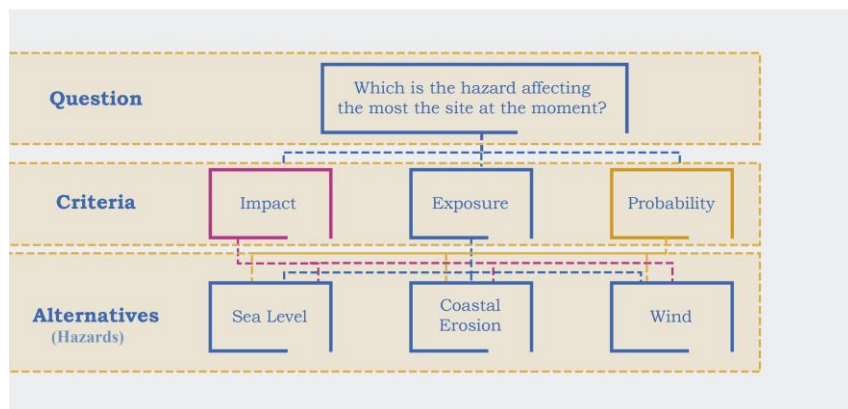 Question
Which is the hazard affecting
the most the site at the moment?
Criteria
Impact
Exposure
Probability
Alternatives
(Hazards)
Sea Level
Coastal
Erosion
Wind